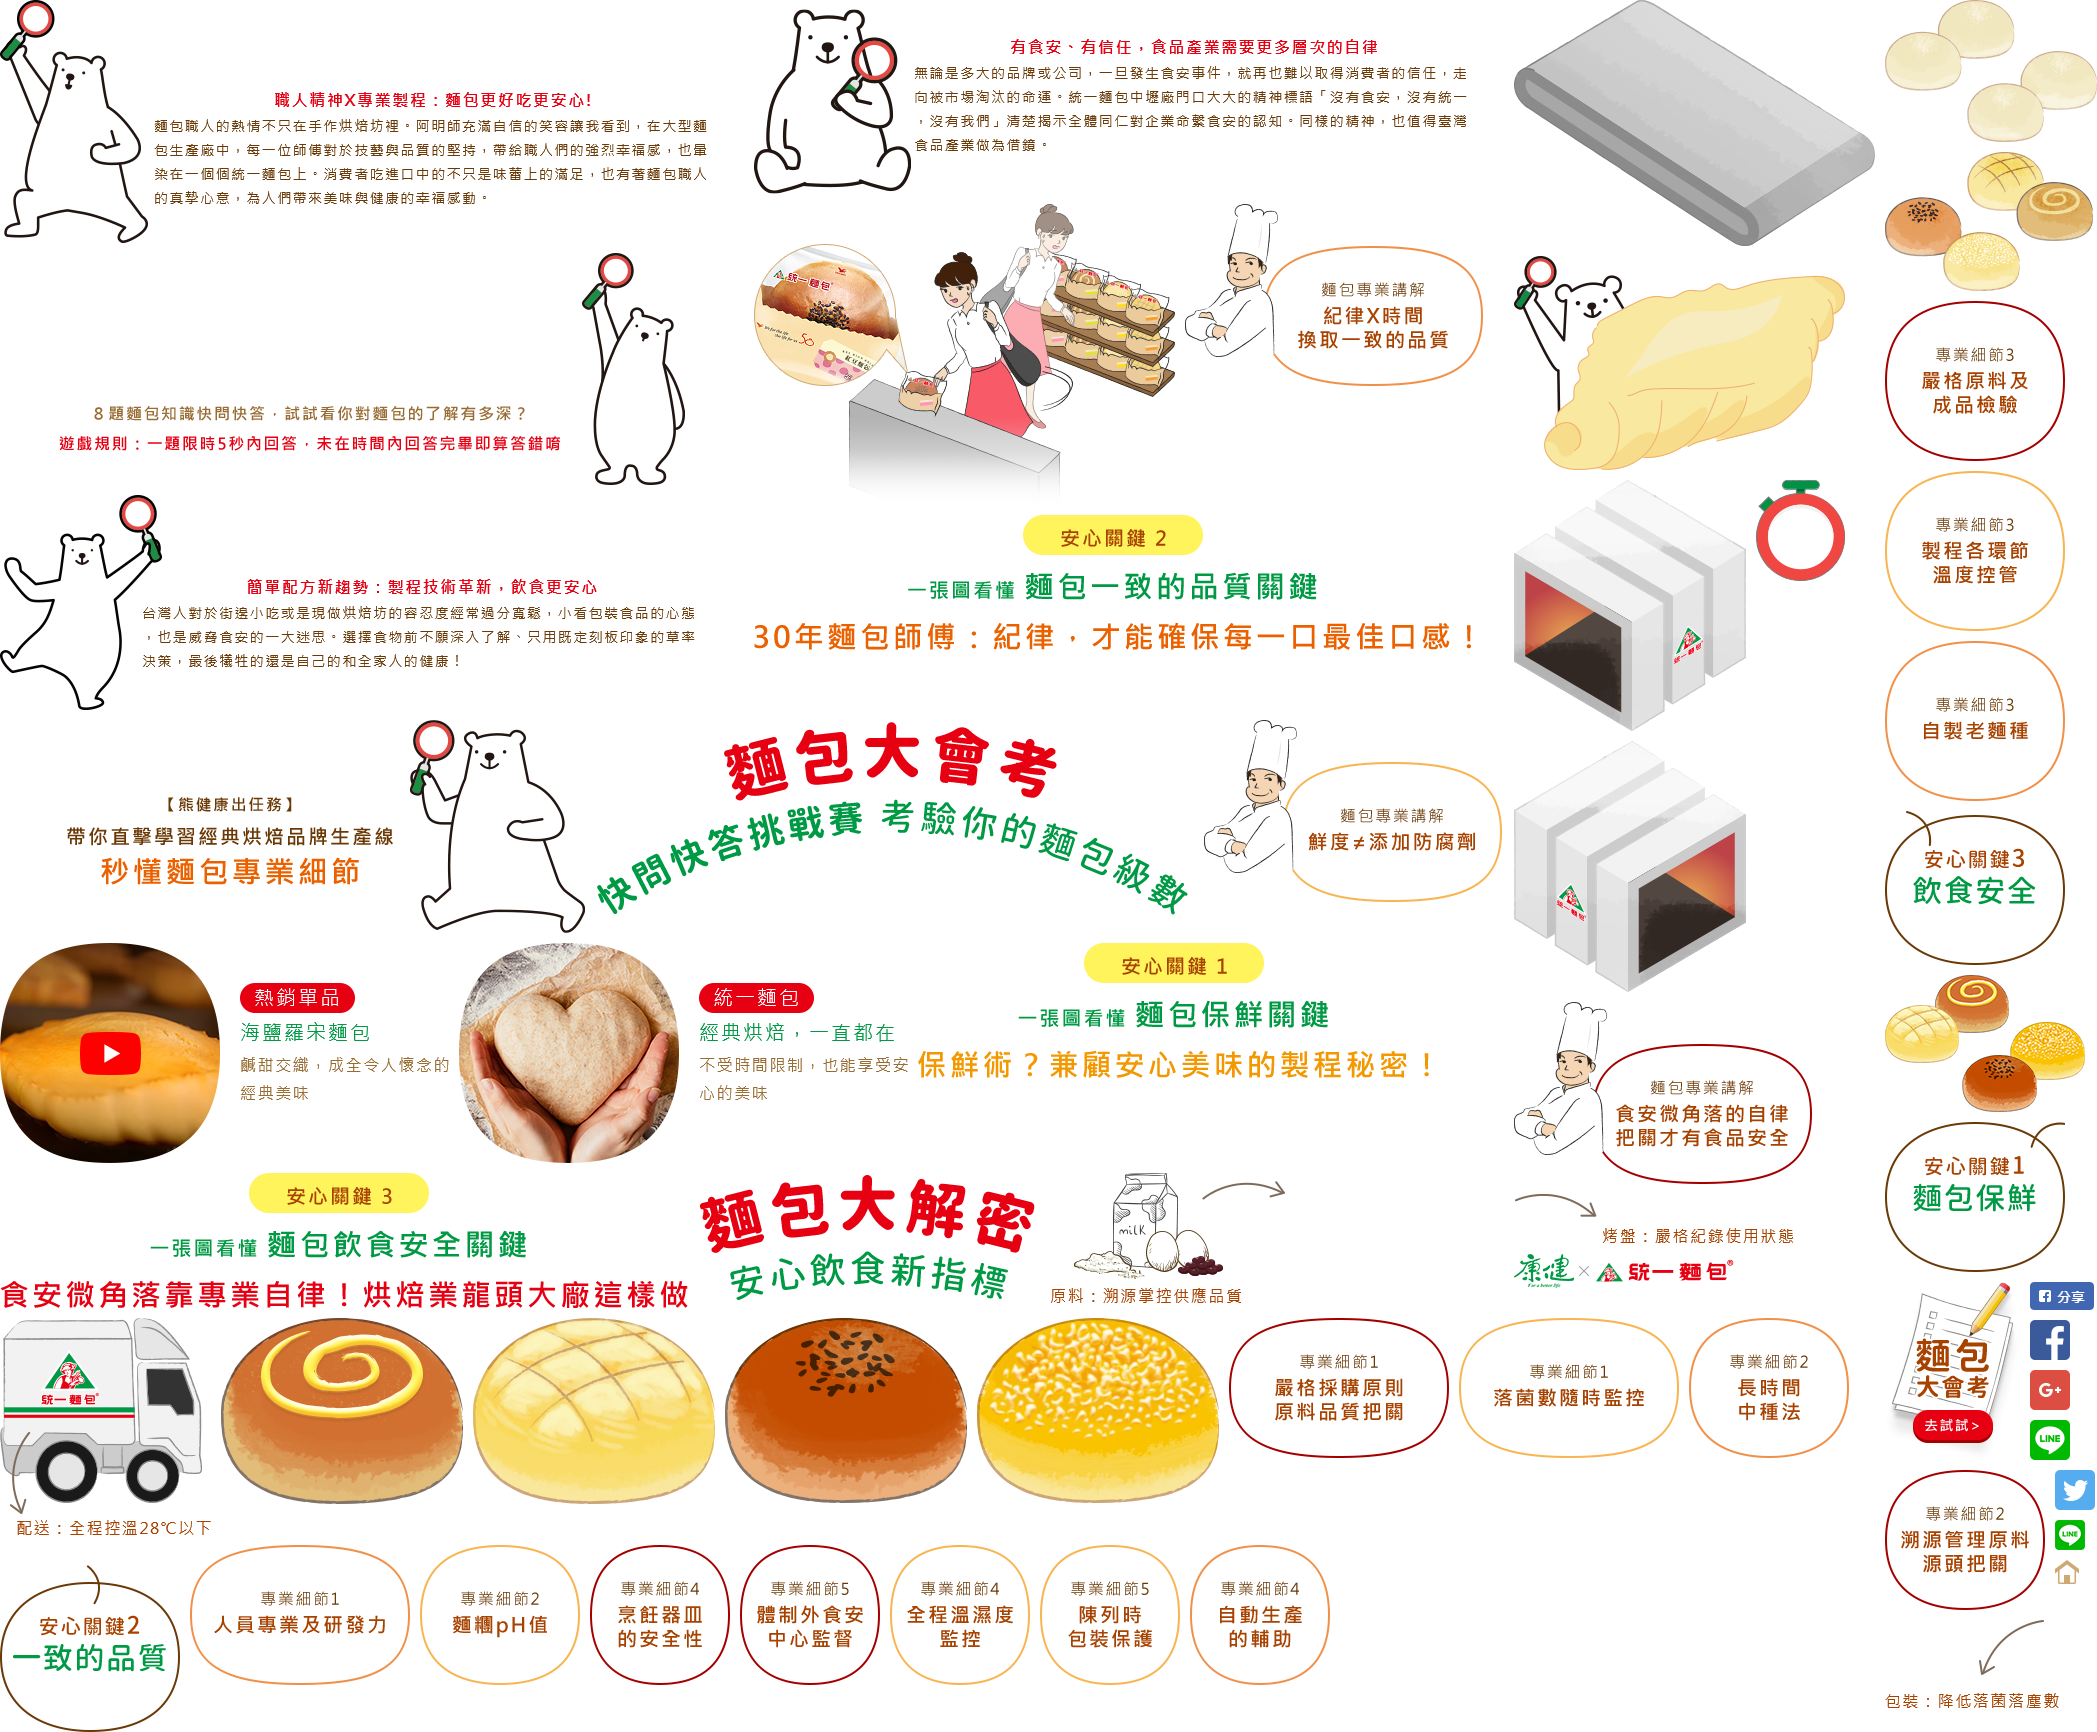 職人精神X專業製程：麵包更好吃更安心!
麵包職人的熱情不只在手作烘焙坊裡。阿明師充滿自信的笑容讓我看到，在大型麵
包生產廠中，每一位師傅對於技藝與品質的堅持，帶給職人們的強烈幸福感，也暈
染在一個個統一麵包上。消費者吃進口中的不只是味蕾上的滿足，也有著麵包職人
的真摯心意，為人們帶來美味與健康的幸福感動。
有食安、有信任，食品產業需要更多層次的自律
無論是多大的品牌或公司，一旦發生食安事件，就再也難以取得消費者的信任，走
向被市場淘汰的命運。統一麵包中壢廠門口大大的精神標語「沒有食安，沒有統一
，沒有我們」清楚揭示全體同仁對企業命繫食安的認知。同樣的精神，也值得臺灣
食品產業做為借鏡。
8題麵包知識快問快答，試試看你對麵包的了解有多深？
遊戲規則：一題限時5秒內回答，未在時間內回答完畢即算答錯唷
統一麵包
紅豆麵包
麵包專業講解
紀律X時間
換取一致的品質
專業細節3
嚴格原料及
成品檢驗
簡單配方新趨勢：製程技術革新，飲食更安心
台灣人對於街邊小吃或是現做烘焙坊的容忍度經常過分寬鬆，小看包裝食品的心態
，也是威脅食安的一大迷思。選擇食物前不願深入了解、只用既定刻板印象的草率
決策，最後犧牲的還是自己的和全家人的健康！
安心關鍵 2
一張圖看懂 麵包一致的品質關鍵
30年麵包師傅：紀律，才能確保每一口最佳口感！
統一麵包
專業細節3
製程各環節
溫度控管
專業細節3
自製老麵種
【熊健康出任務】
帶你直擊學習經典烘焙品牌生產線
秒懂麵包專業細節
麵包大會考
快問快答挑戰賽 考驗你的麵包級數
麵包專業講解
鮮度≠添加防腐劑
統一麵包
安心關鍵3
飲食安全
熱銷單品
海鹽羅宋麵包
鹹甜交織，成全令人懷念的
經典美味
統一麵包
經典烘焙，一直都在
不受時間限制，也能享受安
心的美味
安心關鍵 1
一張圖看懂 麵包保鮮關鍵
保鮮術？兼顧安心美味的製程秘密！
麵包專業講解
食安微角落的自律
把關才有食品安全
安心關鍵1
麵包保鮮
安心關鍵 3
一張圖看懂 麵包飲食安全關鍵
食安微角落靠專業自律！烘焙業龍頭大廠這樣做
麵包大解密
安心飲食新指標
milk
原料：溯源掌控供應品質
烤盤：嚴格紀錄使用狀態
康健
For a better life
×
統一麵包®
分享
麵包
大會考
去試試>
G+
LINE
統一麵包®
配送：全程控溫28℃以下
專業細節1
嚴格採購原則
原料品質把關
專業細節1
落菌數隨時監控
專業細節2
長時間
中種法
專業細節2
溯源管理原料
源頭把關
LINE
安心關鍵2
一致的品質
專業細節1
人員專業及研發力
專業細節2
麵糰pH值
專業細節4
烹飪器皿
的安全性
專業細節5
體制外食安
中心監督
專業細節4
全程溫濕度
監控
專業細節5
陳列時
包裝保護
專業細節4
自動生產
的輔助
包裝：降低落菌落塵數